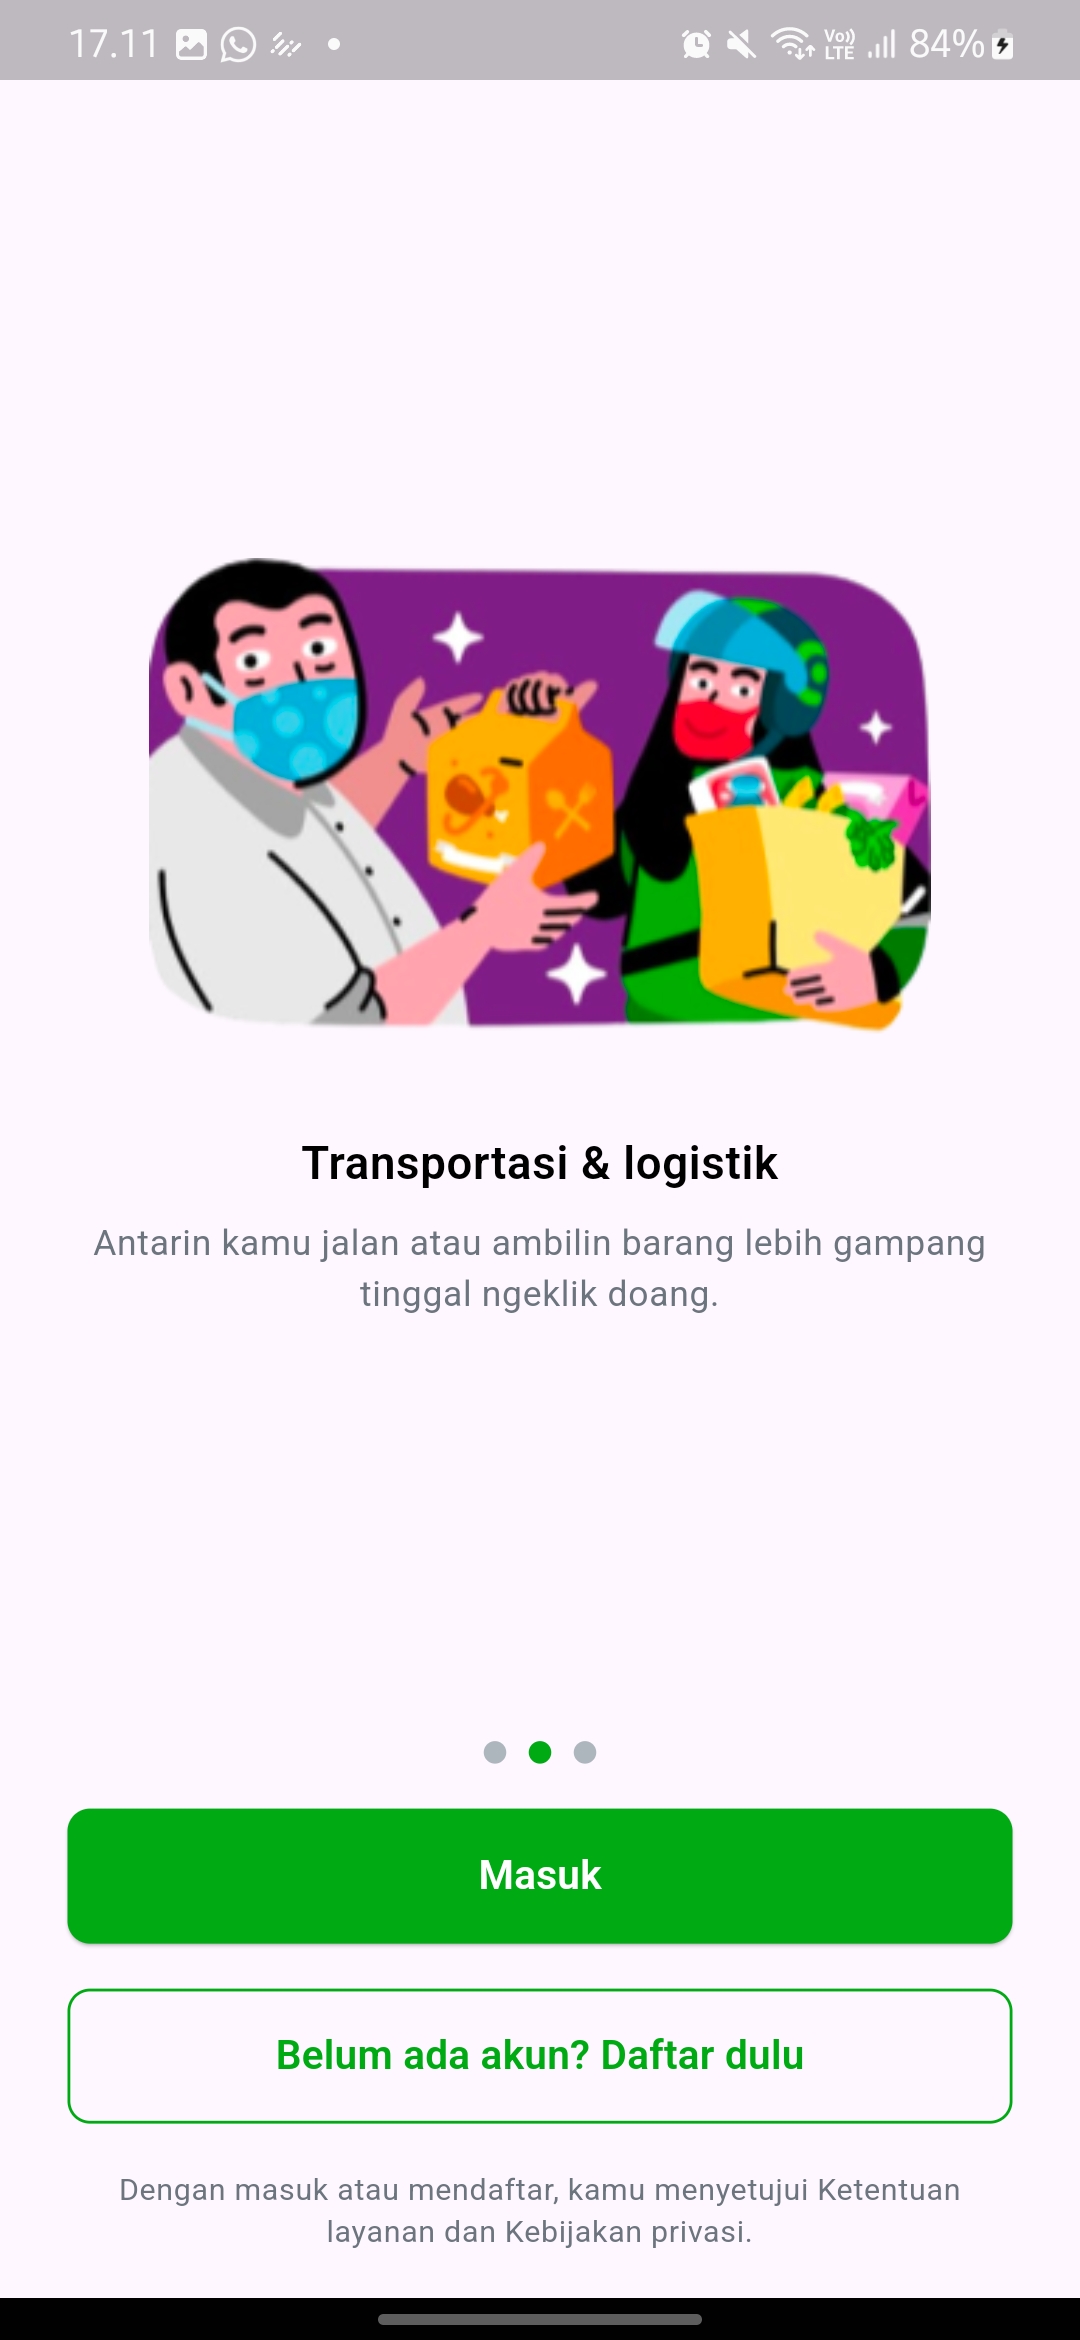 17.11
Vo)) LTE 84%
Transportasi & logistik
Antarin kamu jalan atau ambilin barang lebih gampang
tinggal ngeklik doang.
Masuk
Belum ada akun? Daftar dulu
Dengan masuk atau mendaftar, kamu menyetujui Ketentuan
layanan dan Kebijakan privasi.